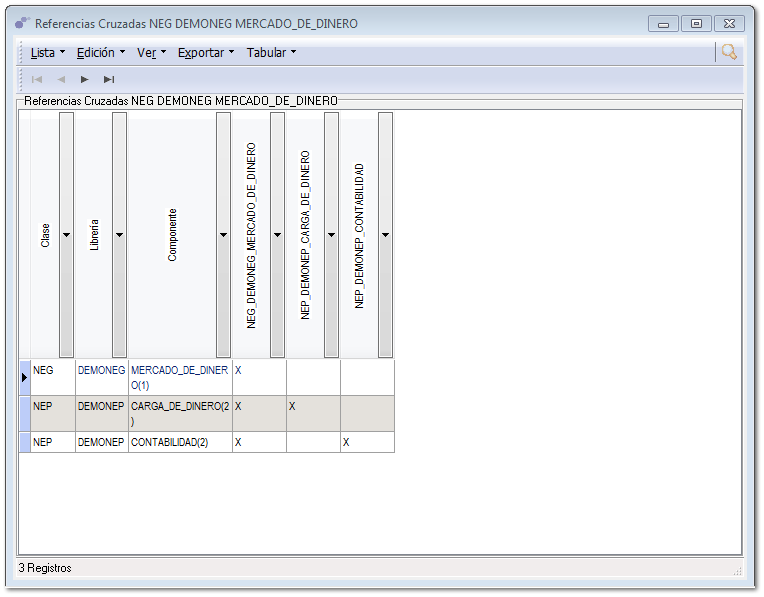 Referencias Cruzadas NEG DEMONEG MERCADO_DE_DINERO
Lista Edición Ver Exportar Tabular
Referencias Cruzadas NEG DEMONEG MERCADO_DE_DINERO
Clase Librería Componente NEG_DEMONEG_MERCADO_DE_DINERO NEP_DEMONEP_CARGA_DE_DINERO NEP_DEMONEP_CONTABILIDAD
NEG DEMONEG MERCADO_DE_DINER X
O(1)
NEP DEMONEP CARGA_DE_DINERO(2 X X
)
NEP DEMONEP CONTABILIDAD(2) X X
3 Registros